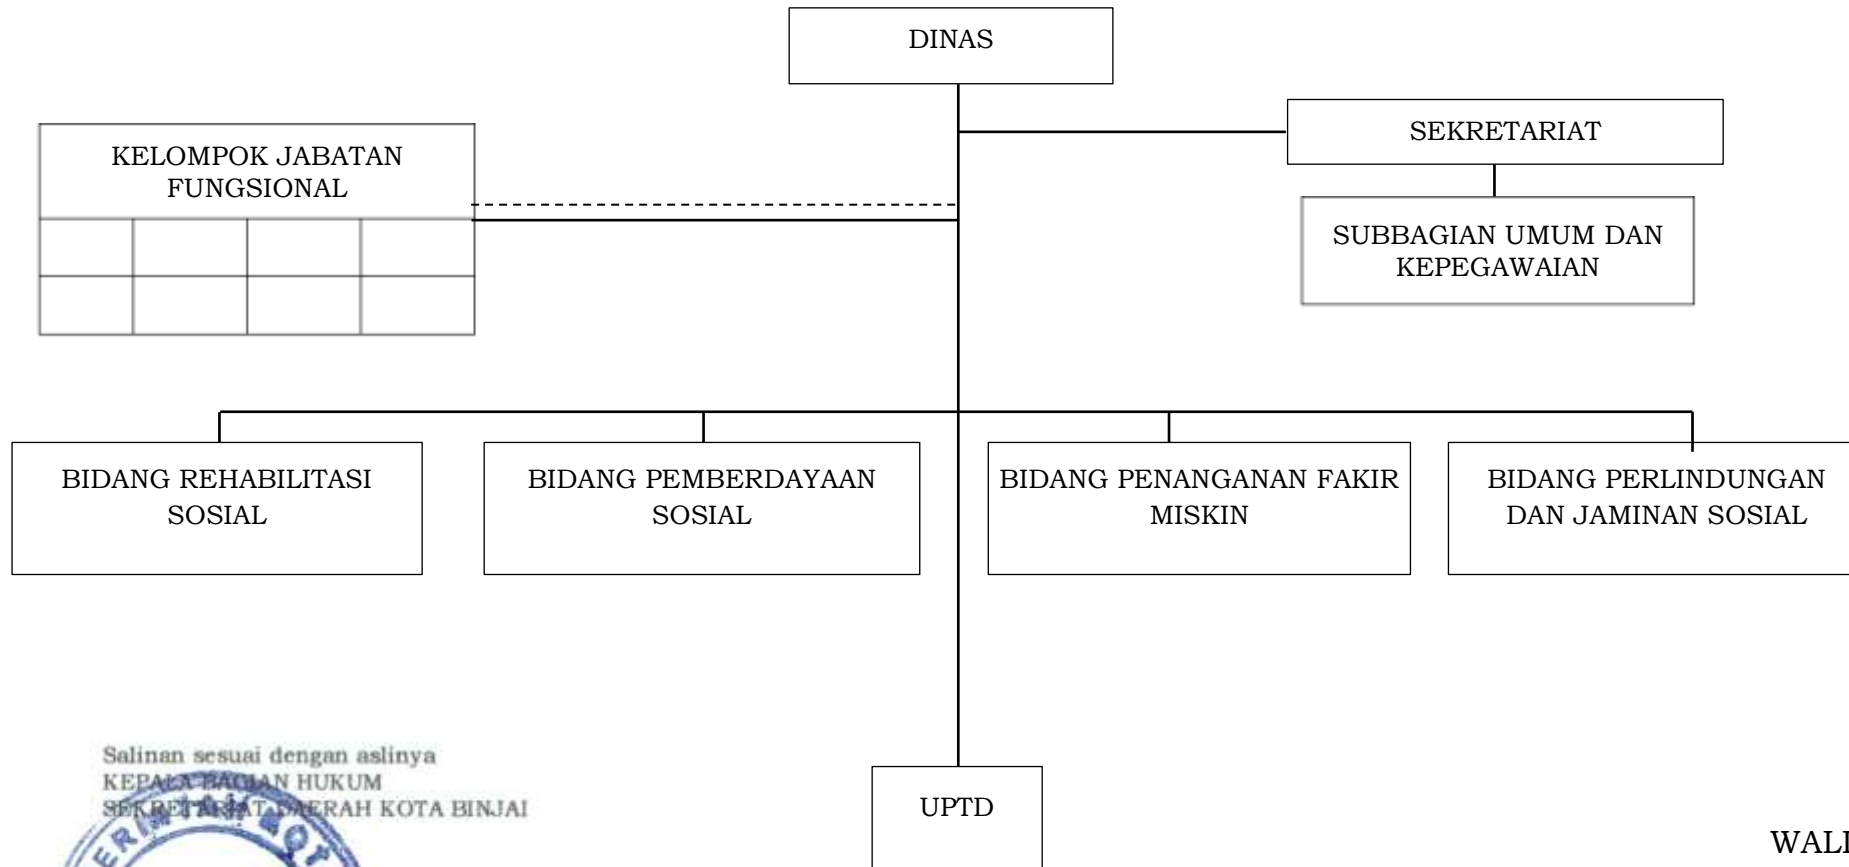 DINAS
SEKRETARIAT
KELOMPOK JABATAN
FUNGSIONAL
SUBBAGIAN UMUM DAN
KEPEGAWAIAN
BIDANG REHABILITASI
SOSIAL
BIDANG PEMBERDAYAAN
SOSIAL
BIDANG PENANGANAN FAKIR
MISKIN
BIDANG PERLINDUNGAN
DAN JAMINAN SOSIAL
Salinan sesuai dengan aslinya
KEPALA BAGIAN HUKUM
SEKRETARIAT DAERAH KOTA BINJAI
UPTD
WALI